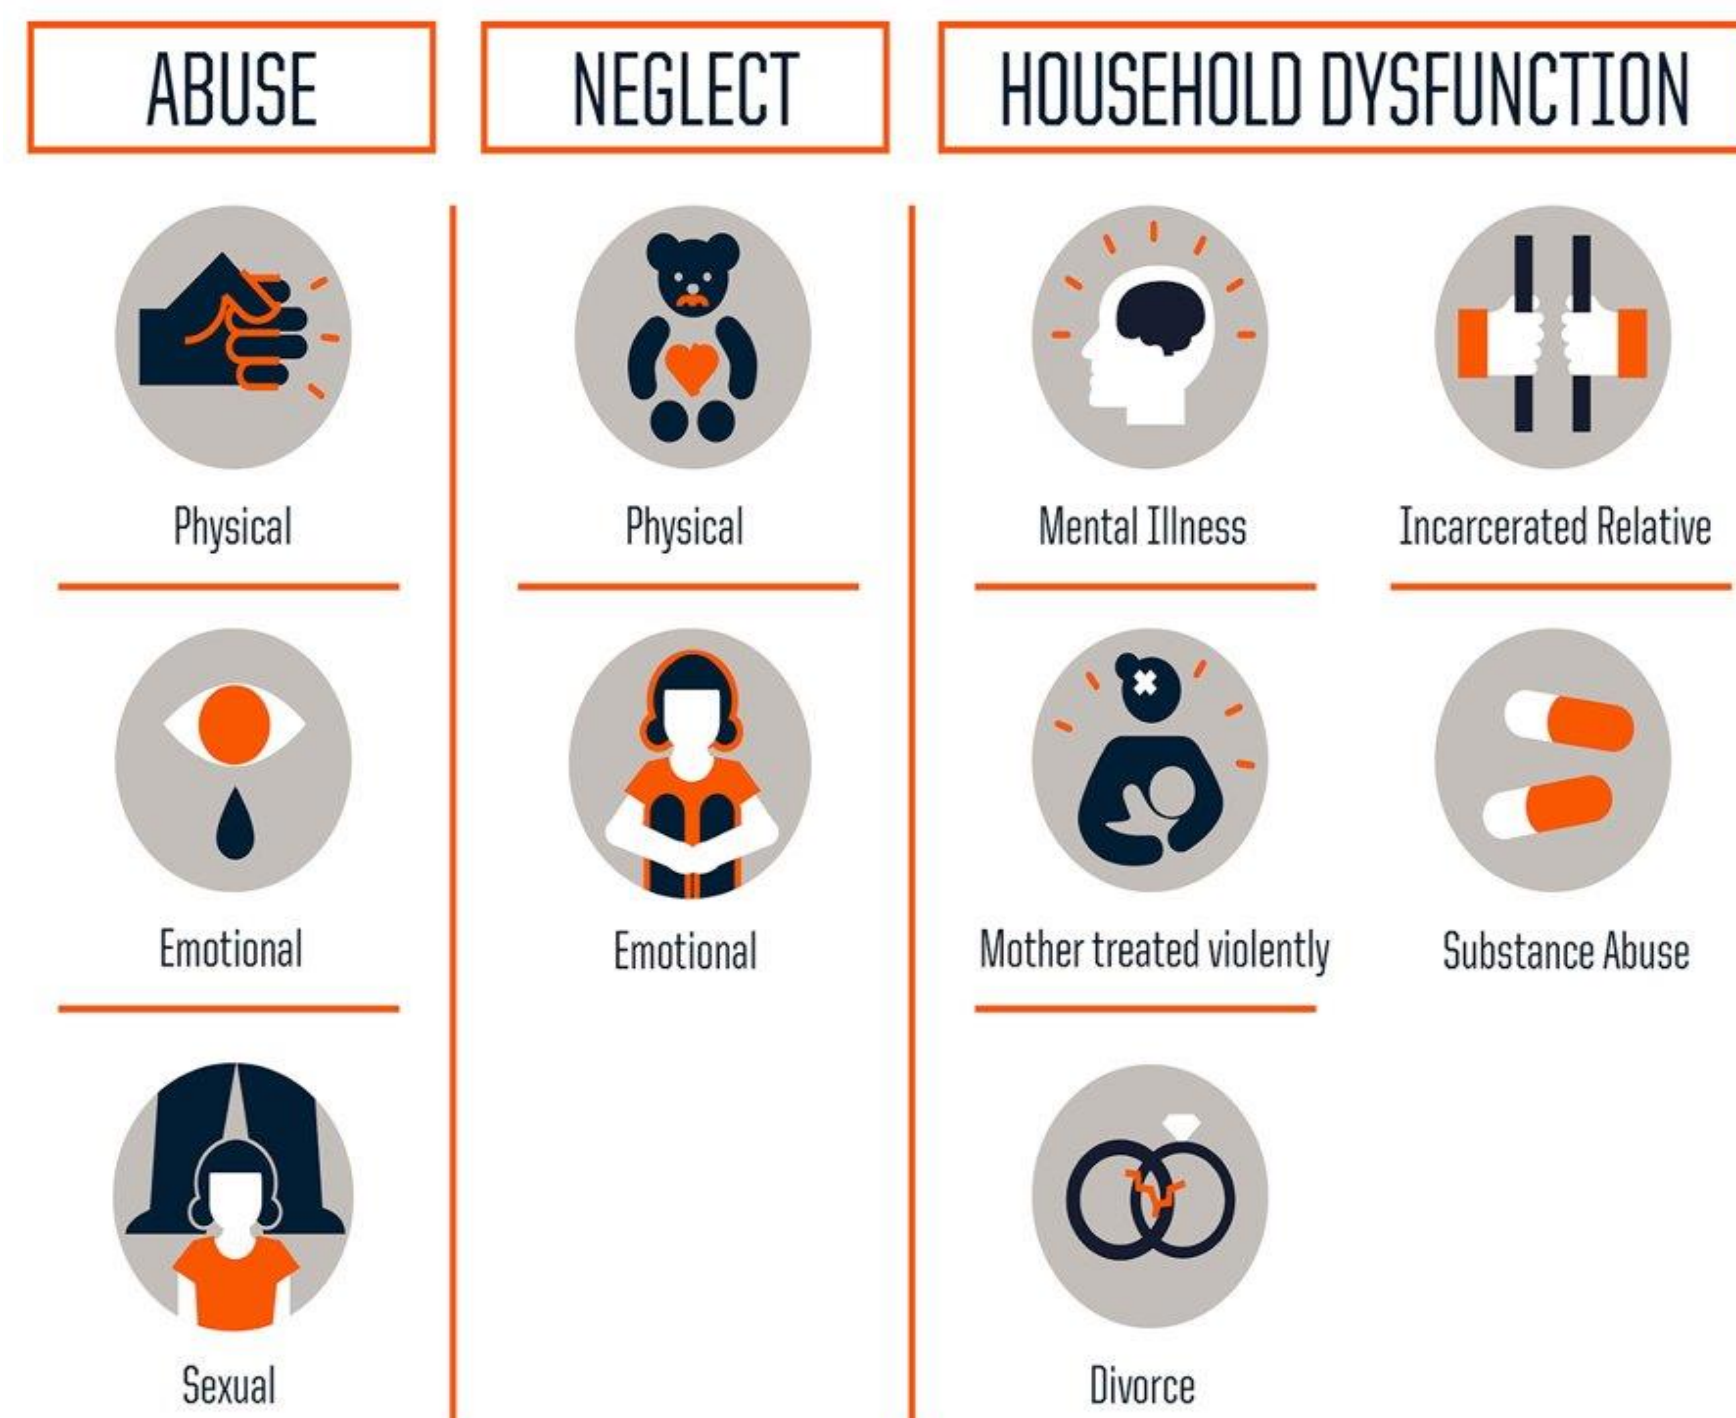 ABUSE
Physical
Emotional
Sexual
NEGLECT
Physical
Emotional
HOUSEHOLD DYSFUNCTION
Mental Illness
Incarcerated Relative
Mother treated violently
Substance Abuse
Divorce